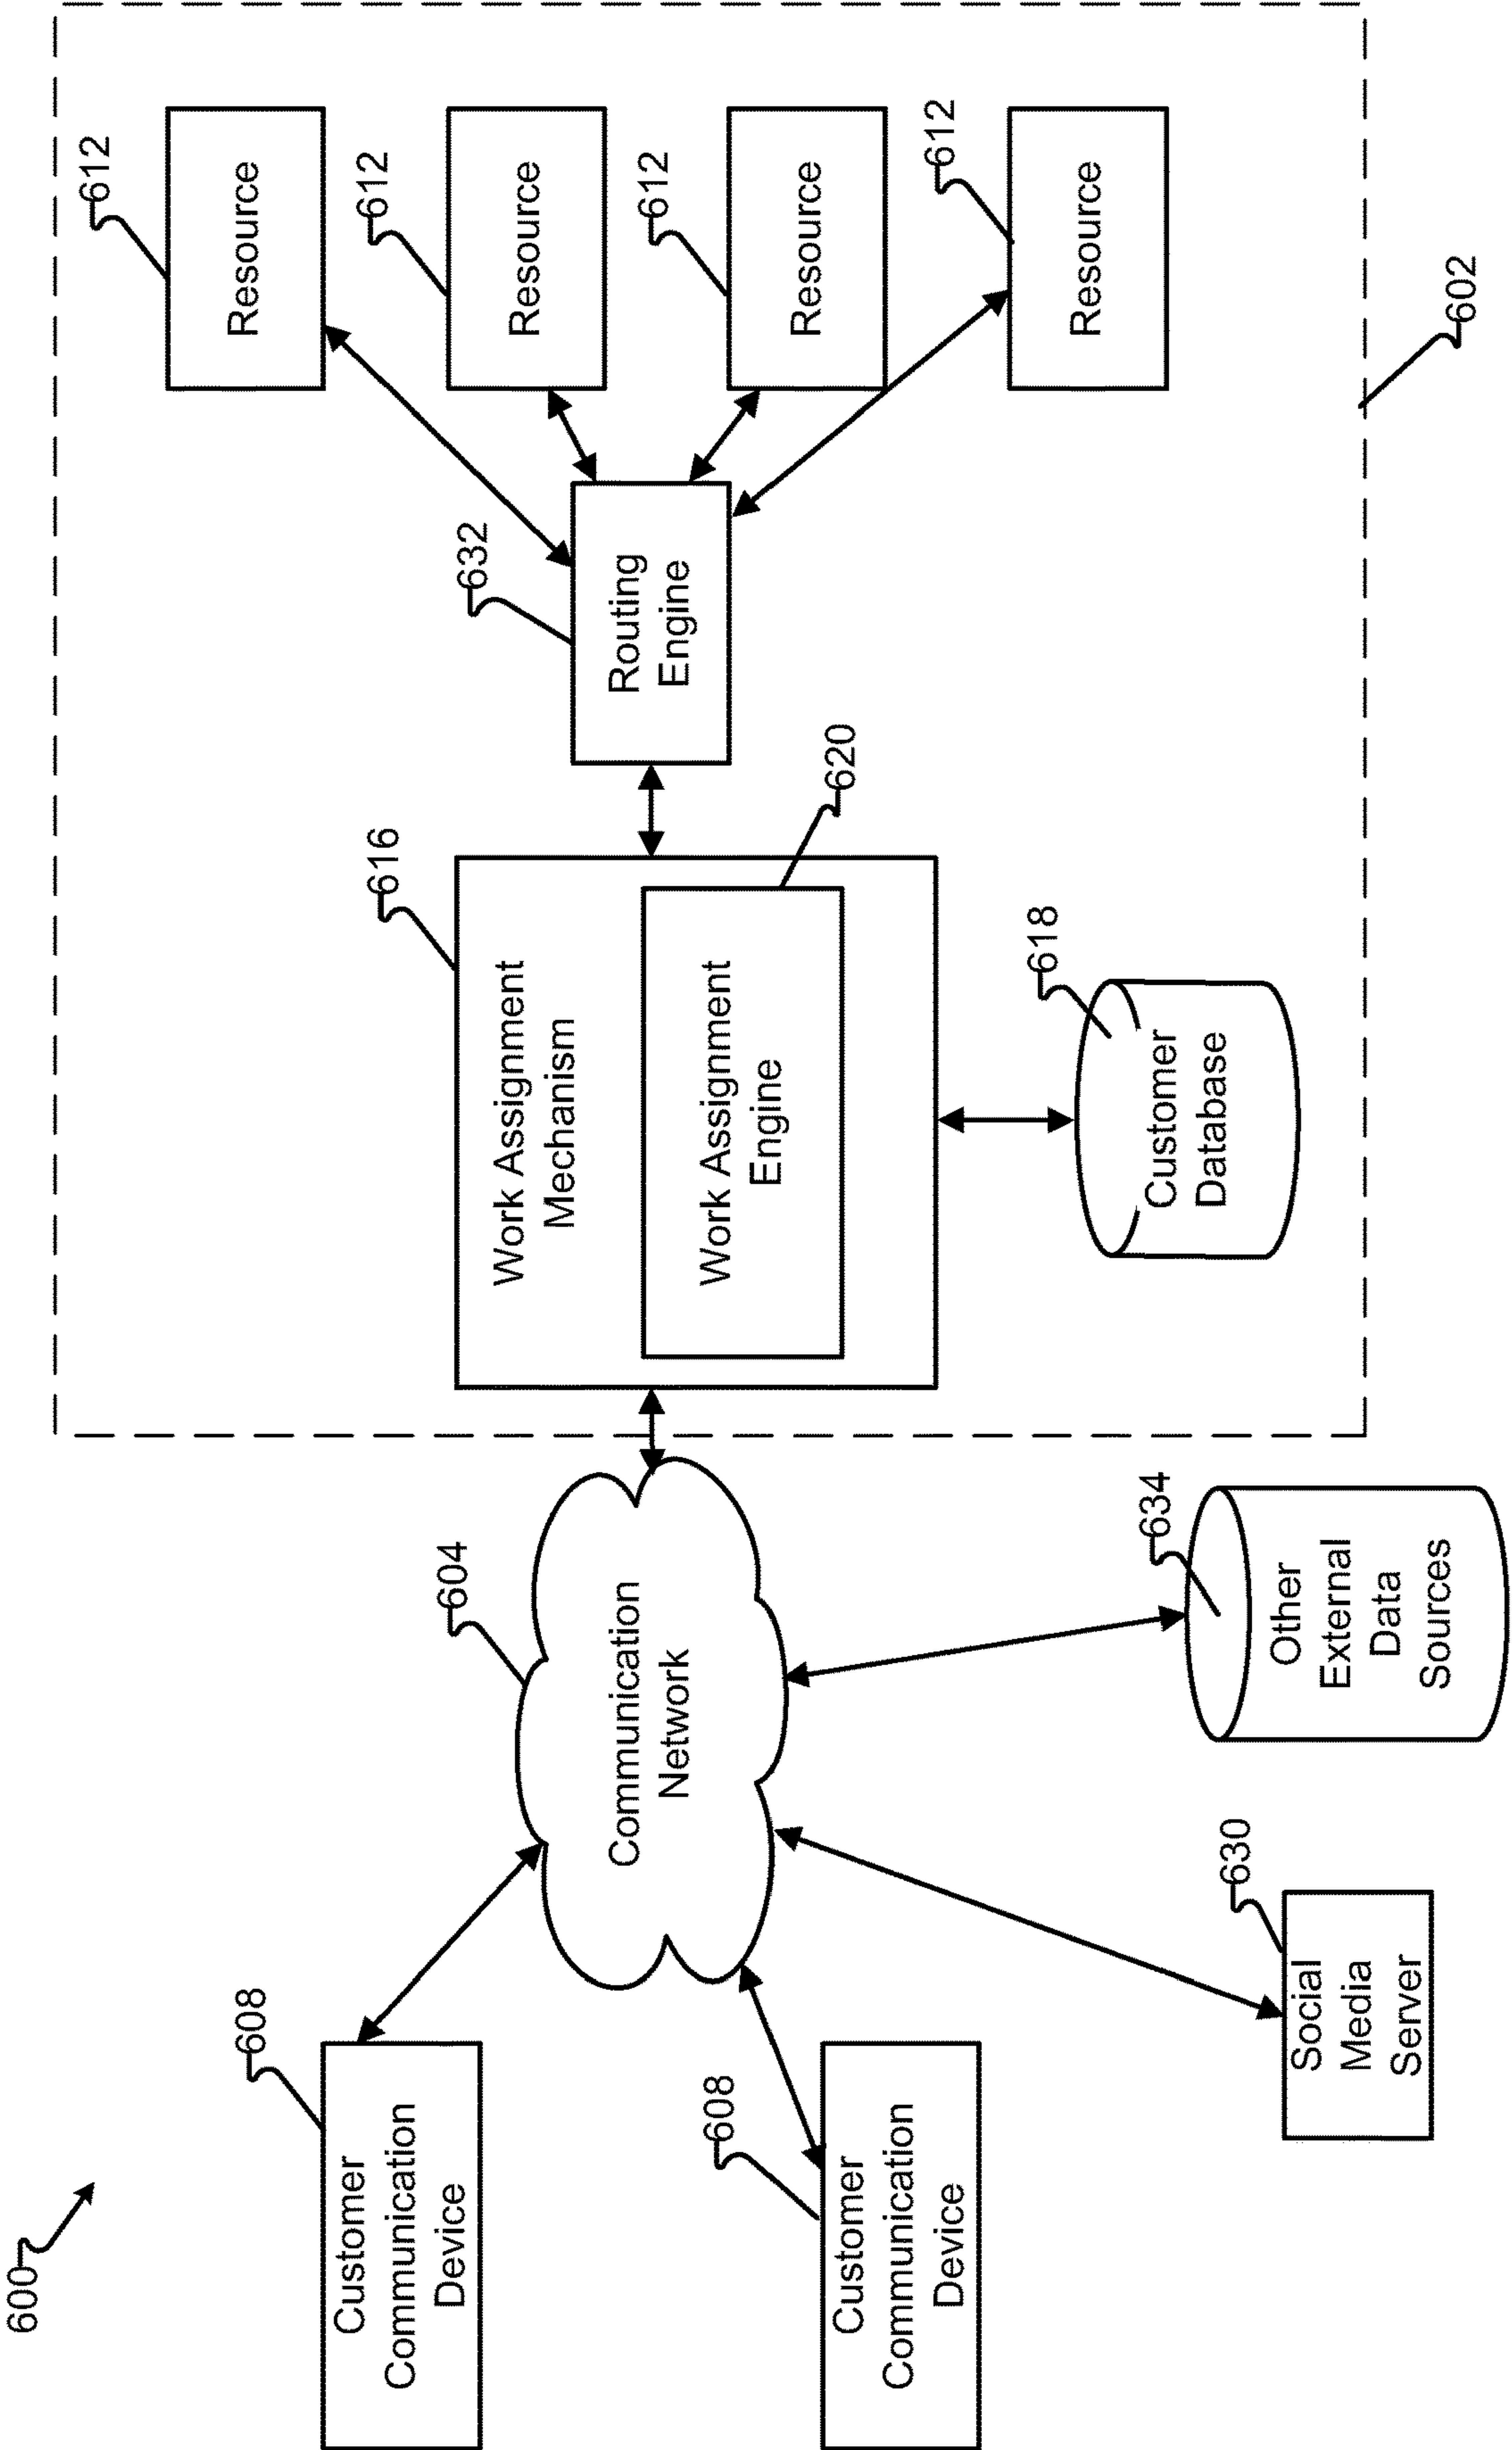 600
608
Customer
Communication
Device
608
Customer
Communication
Device
630
Social
Media
Server
604
Communication
Network
634
Other
External
Data
Sources
616
Work Assignment
Mechanism
Work Assignment
Engine
620
618
Customer
Database
632
Routing
Engine
612
Resource
612
Resource
612
Resource
612
Resource
602